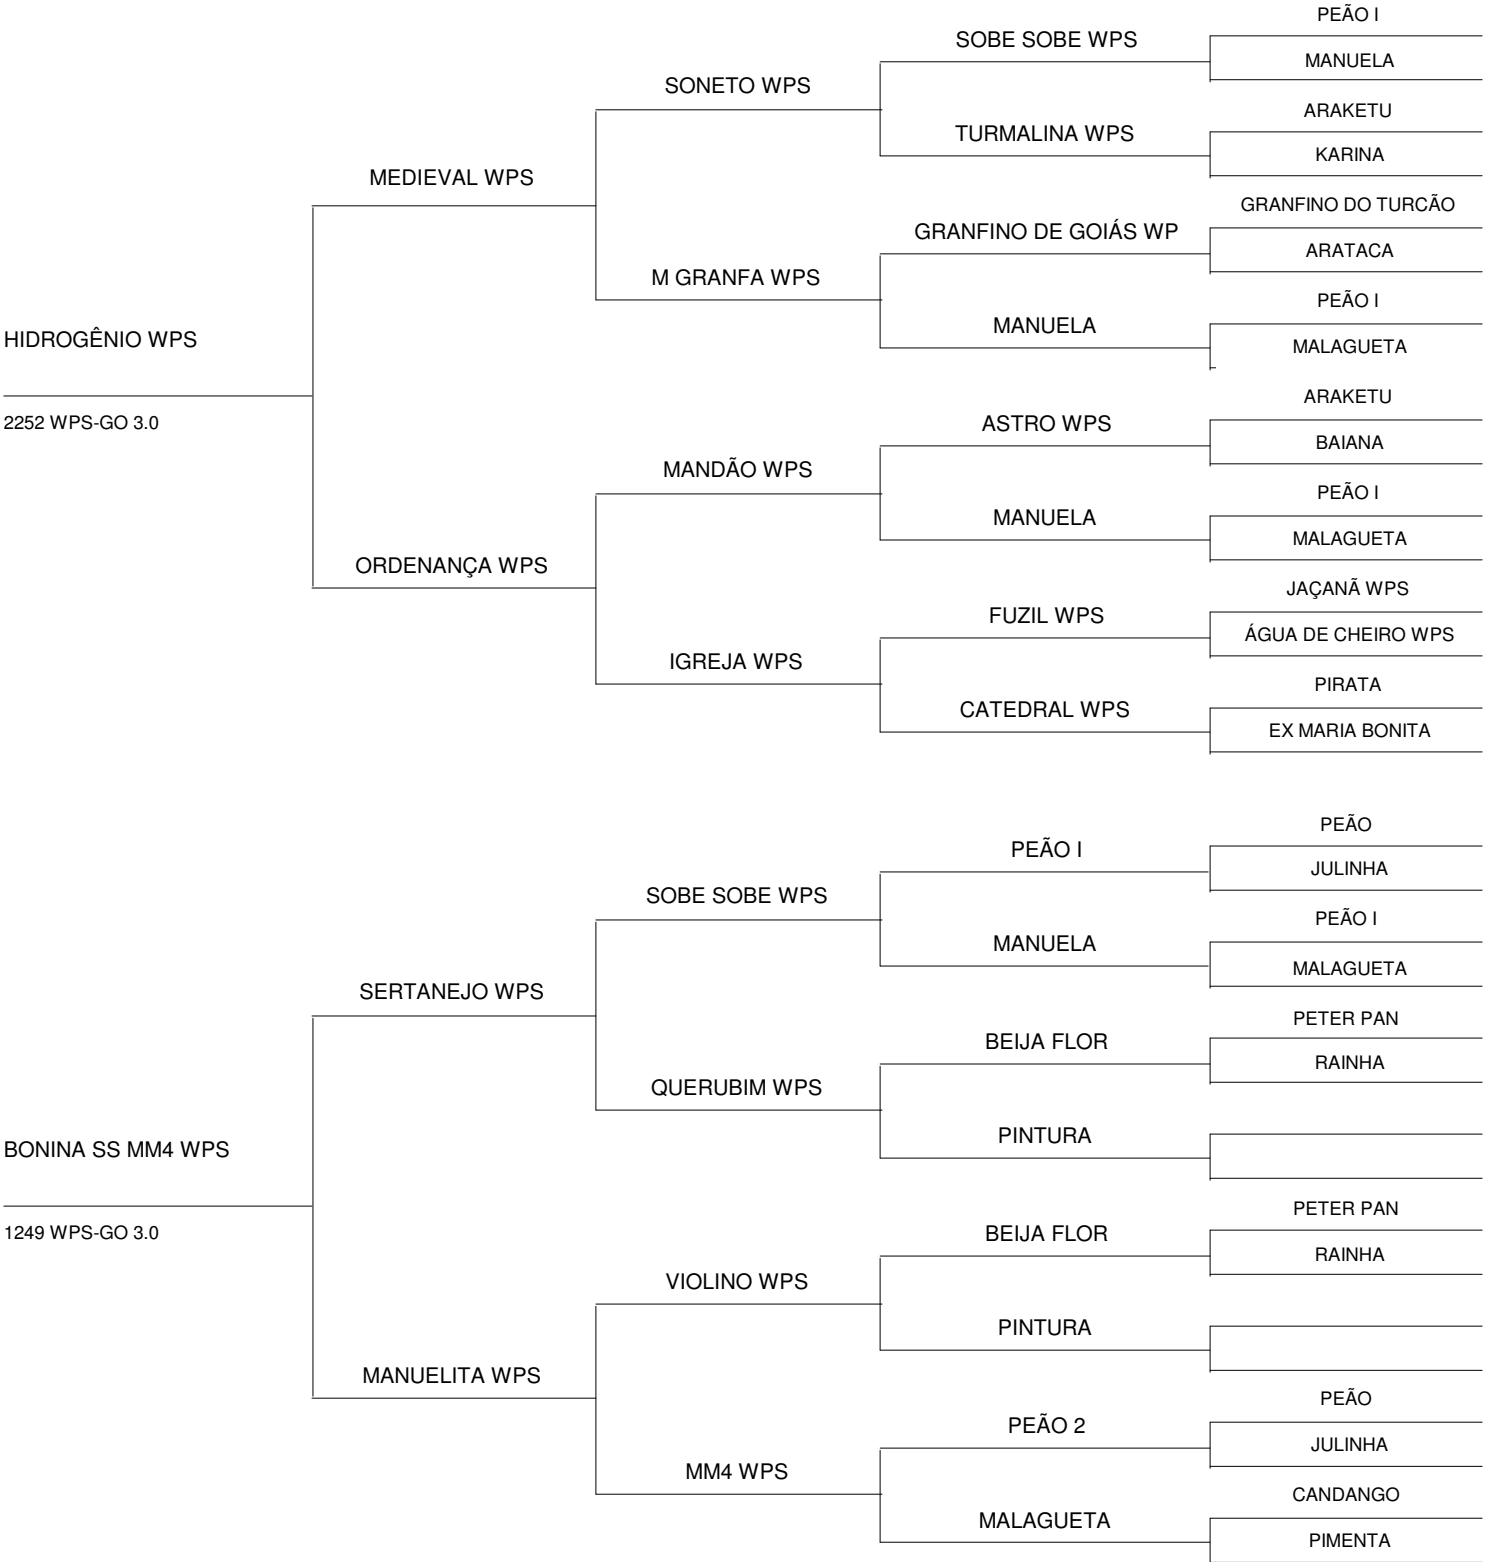 PEÃO I
SOBE SOBE WPS
MANUELA
SONETO WPS
ARAKETU
TURMALINA WPS
KARINA
MEDIEVAL WPS
GRANFINO DO TURCÃO
GRANFINO DE GOIÁS WP
ARATACA
M GRANFA WPS
PEÃO I
MANUELA
MALAGUETA
HIDROGÊNIO WPS
2252 WPS-GO 3.0
ARAKETU
ASTRO WPS
BAIANA
MANDÃO WPS
PEÃO I
MANUELA
MALAGUETA
ORDENANÇA WPS
JAÇANÃ WPS
FUZIL WPS
ÁGUA DE CHEIRO WPS
IGREJA WPS
PIRATA
CATEDRAL WPS
EX MARIA BONITA
PEÃO
PEÃO I
JULINHA
SOBE SOBE WPS
PEÃO I
MANUELA
MALAGUETA
SERTANEJO WPS
PETER PAN
BEIJA FLOR
RAINHA
QUERUBIM WPS
PINTURA
BONINA SS MM4 WPS
1249 WPS-GO 3.0
PETER PAN
BEIJA FLOR
RAINHA
VIOLINO WPS
PINTURA
MANUELITA WPS
PEÃO
PEÃO 2
JULINHA
MM4 WPS
CANDANGO
MALAGUETA
PIMENTA